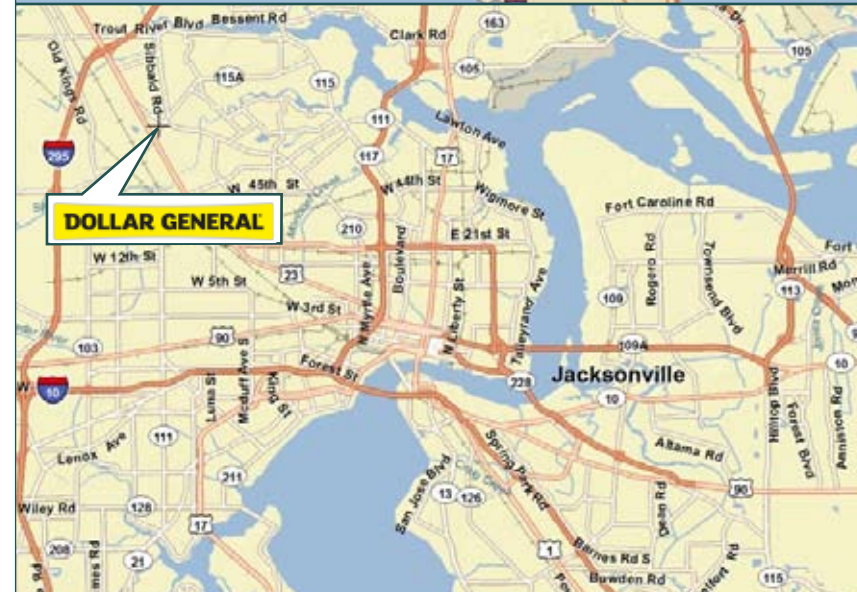 Trout River Blvd
Bessent Rd
Clark Rd
163
105
105
Old Kings Rd
Sibbald Rd
115A
115
111
Lawton Ave
117
17
295
W 45th St
W 44th St
Wigmore St
Fort Caroline Rd
DOLLAR GENERAL
210
E 21st St
W 12th St
Boulevard
Rogero Rd
Townsend Blvd
Fort
Merrill Rd
W 5th St
23
N Myrtle Ave
N Liberty St
Talleyrand Ave
109
113
W 3rd St
90
103
109A
10
Forest St
Jacksonville
228
10
10
Luna St
Mcduff Ave S
King St
Hilltop Blvd
Forest Blvd
Anniston Rd
Lenox Ave
111
Spring Park Rd
Altama Rd
San Jose Blvd
211
13
126
90
Wiley Rd
128
17
Dean Rd
208
21
1
Barnes Rd S
Bowden Rd
115